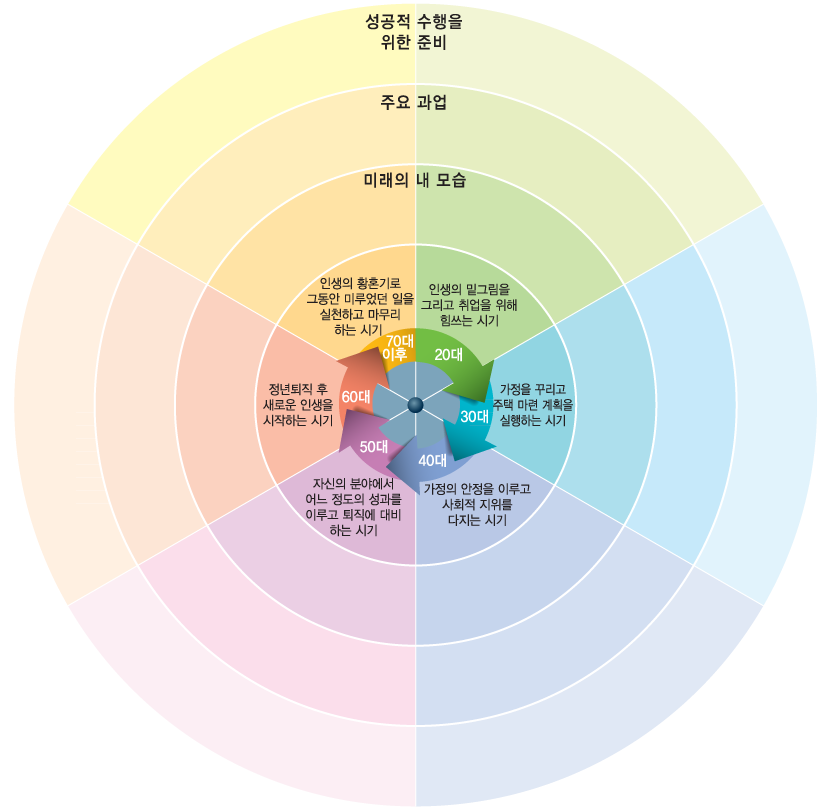 성공적 수행을
위한 준비
주요 과업
미래의 내 모습
인생의 황혼기로
그동안 미루었던 일을
실천하고 마무리
하는 시기
인생의 밑그림을
그리고 취업을 위해
힘쓰는 시기
70대
이후
20대
정년퇴직 후
새로운 인생을
시작하는 시기
60대
30대
가정을 꾸리고
주택 마련 계획을
실행하는 시기
50대
40대
자신의 분야에서
어느 정도의 성과를
이루고 퇴직에 대비
하는 시기
가정의 안정을 이루고
사회적 지위를
다지는 시기